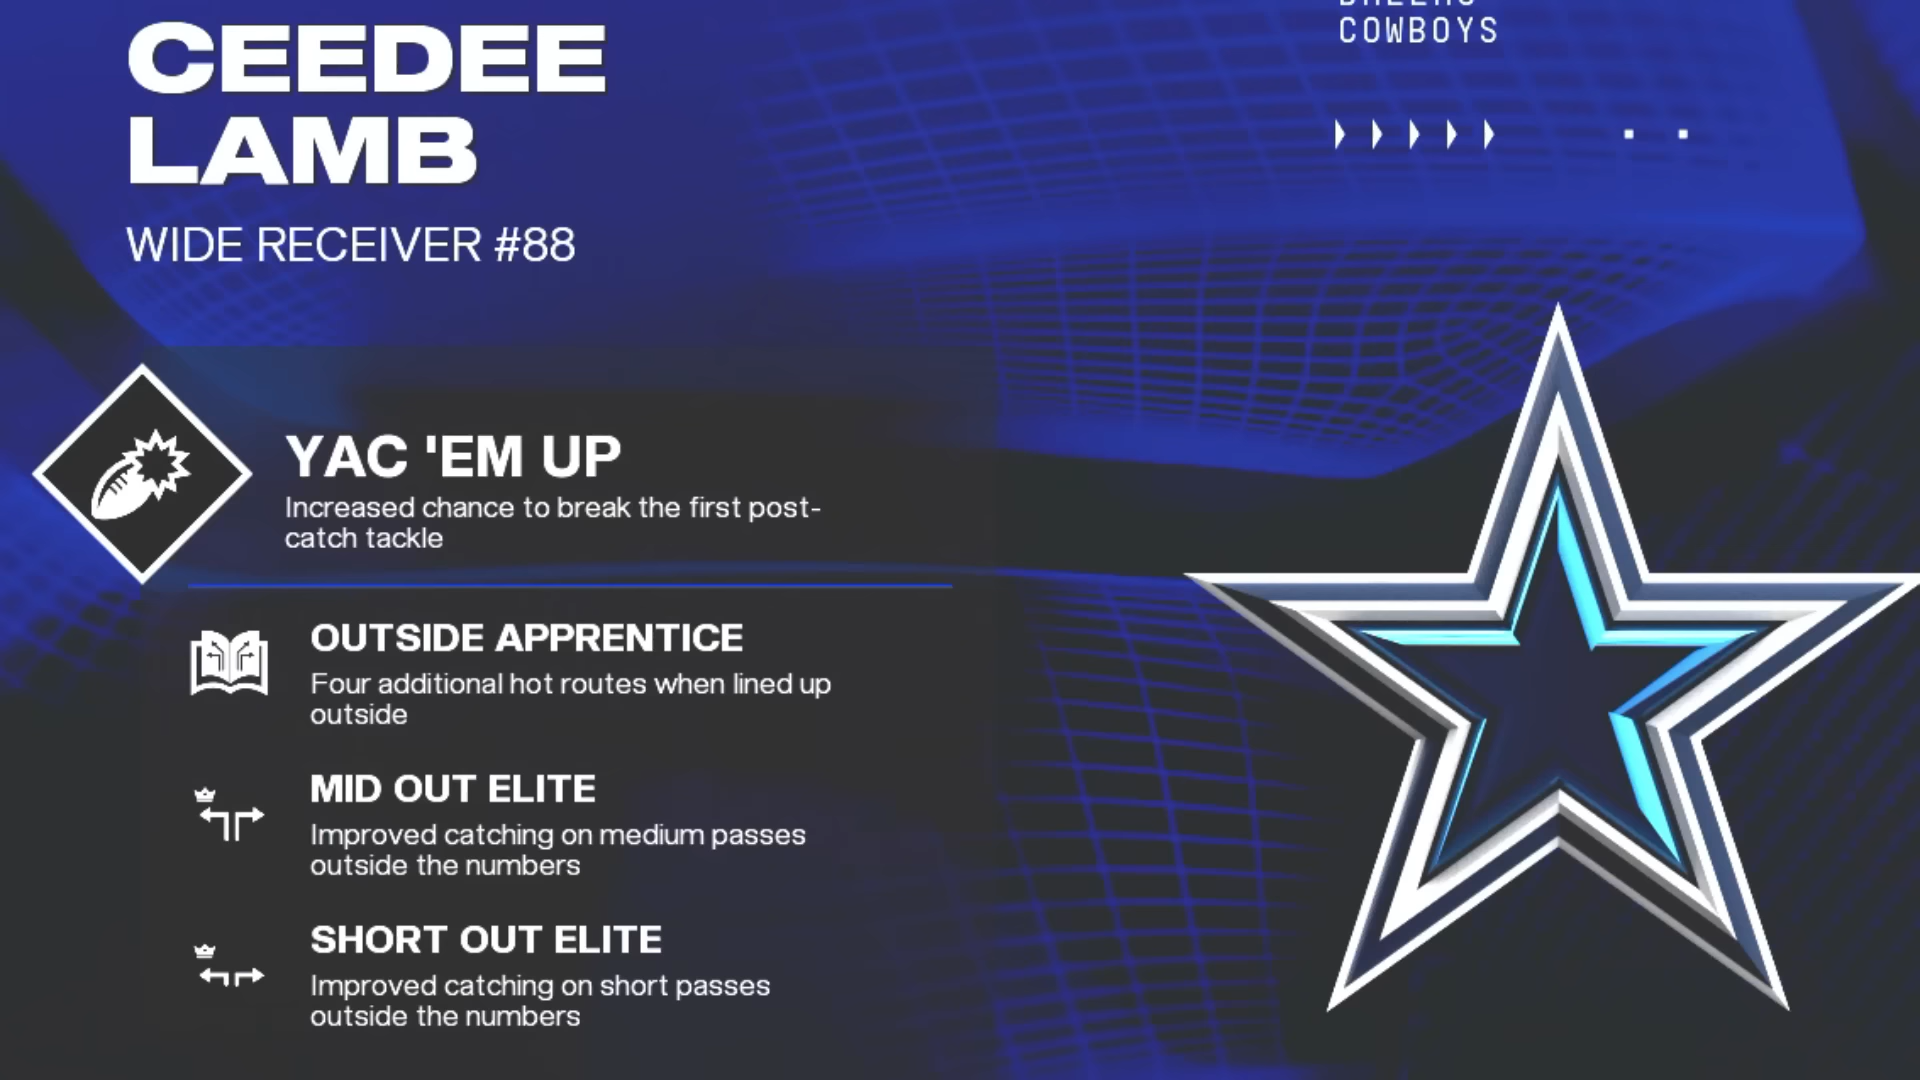 CEEDEE
LAMB
WIDE RECEIVER #88
COWBOYS
YAC 'EM UP
Increased chance to break the first post-
catch tackle
OUTSIDE APPRENTICE
Four additional hot routes when lined up
outside
MID OUT ELITE
Improved catching on medium passes
outside the numbers
SHORT OUT ELITE
Improved catching on short passes
outside the numbers